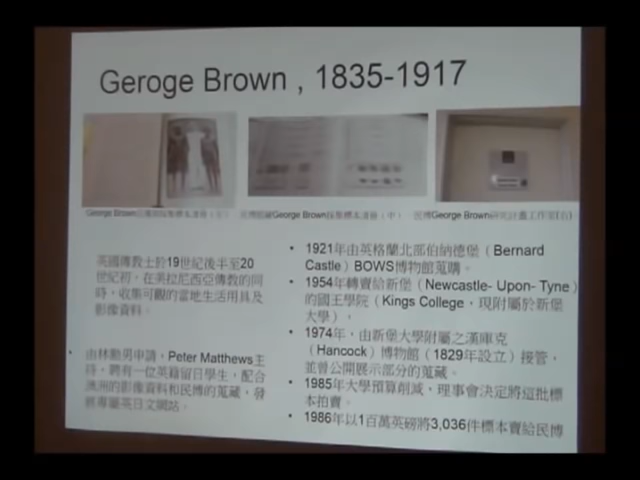 Geroge Brown , 1835-1917
George Brown
George Brown
George Brown
英國傳教士於19世紀後半至20
世紀初，在美拉尼西亞傳教的同
時，收集可觀的當地生活用具及
影像資料。
• 由林勳男申請，Peter Matthews主
持，聘有一位英籍留日學生，配合
澳洲的影像資料和民博的蒐藏，發
展專屬英日文網站。
• 1921年由英格蘭北部伯納德堡（Bernard
Castle）BOWS博物館蒐購。
• 1954年轉賣給新堡（Newcastle- Upon- Tyne）
的國王學院（Kings College，現附屬於新堡
大學），
• 1974年，由新堡大學附屬之漢庫克
（Hancock）博物館（1829年設立）接管，
並曾公開展示部分的蒐藏。
• 1985年大學預算削減、理事會決定將這批標
本拍賣。
• 1986年以1百萬英磅將3,036件標本賣給民博